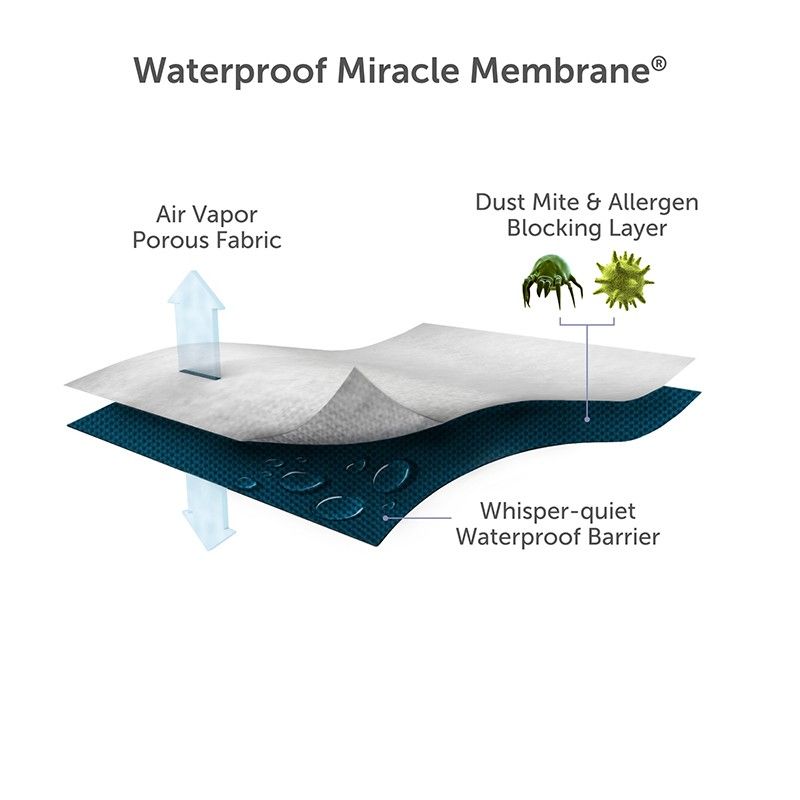 Waterproof Miracle Membrane®
Air Vapor
Porous Fabric
Dust Mite & Allergen
Blocking Layer
Whisper-quiet
Waterproof Barrier